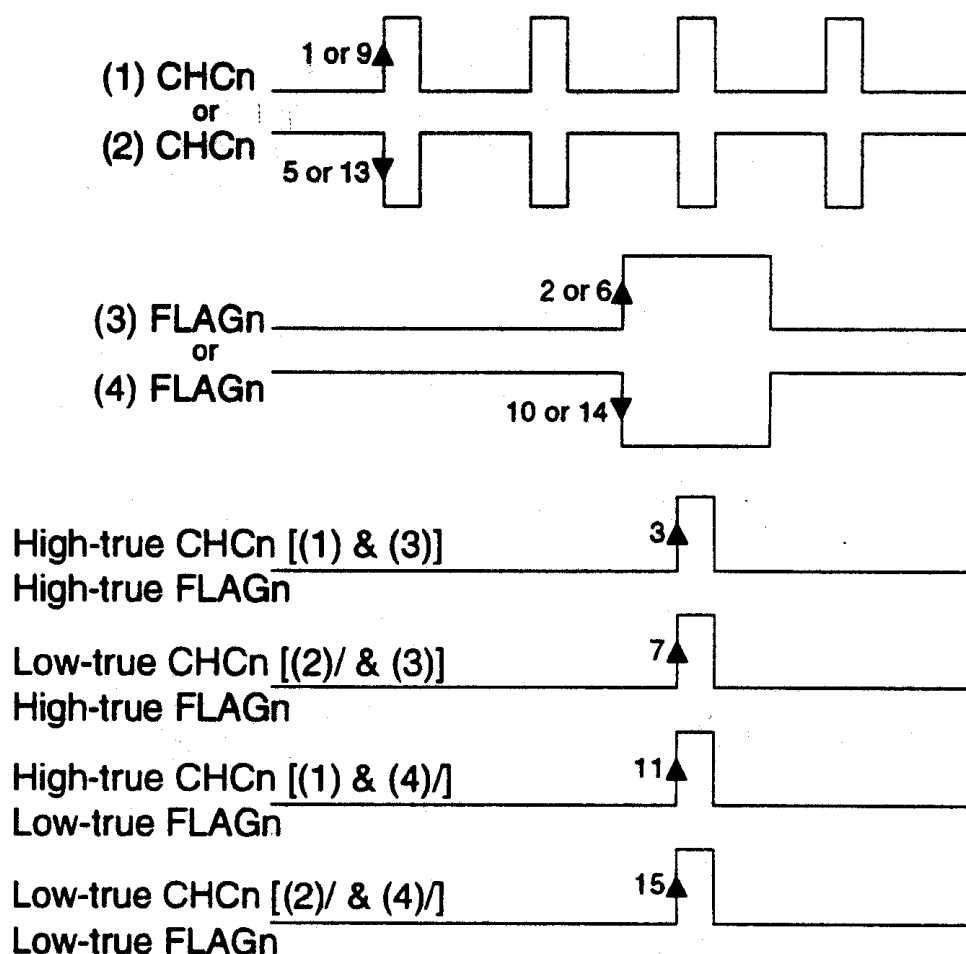 1 or 9
(1) CHCn
or
(2) CHCn
5 or 13
2 or 6
(3) FLAGn
or
(4) FLAGn
10 or 14
3
High-true CHCn [(1) & (3)]
High-true FLAGn
7
Low-true CHCn [(2)/ & (3)]
High-true FLAGn
11
High-true CHCn [(1) & (4)/]
Low-true FLAGn
15
Low-true CHCn [(2)/ & (4)/]
Low-true FLAGn